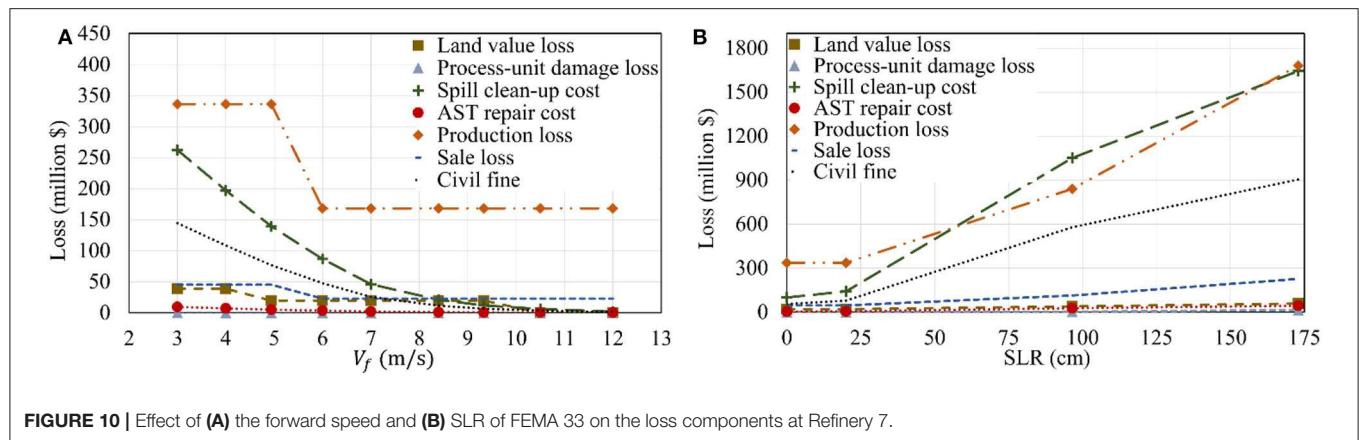 A
Loss (million $)
450
400
350
300
250
200
150
100
50
0
2 3 4 5 6 7 8 9 10 11 12 13
V_f (m/s)
Land value loss
Process-unit damage loss
Spill clean-up cost
AST repair cost
Production loss
Sale loss
Civil fine
B
Loss (million $)
1800
1500
1200
900
600
300
0
0 25 50 75 100 125 150 175
SLR (cm)
Land value loss
Process-unit damage loss
Spill clean-up cost
AST repair cost
Production loss
Sale loss
Civil fine
FIGURE 10 | Effect of (A) the forward speed and (B) SLR of FEMA 33 on the loss components at Refinery 7.